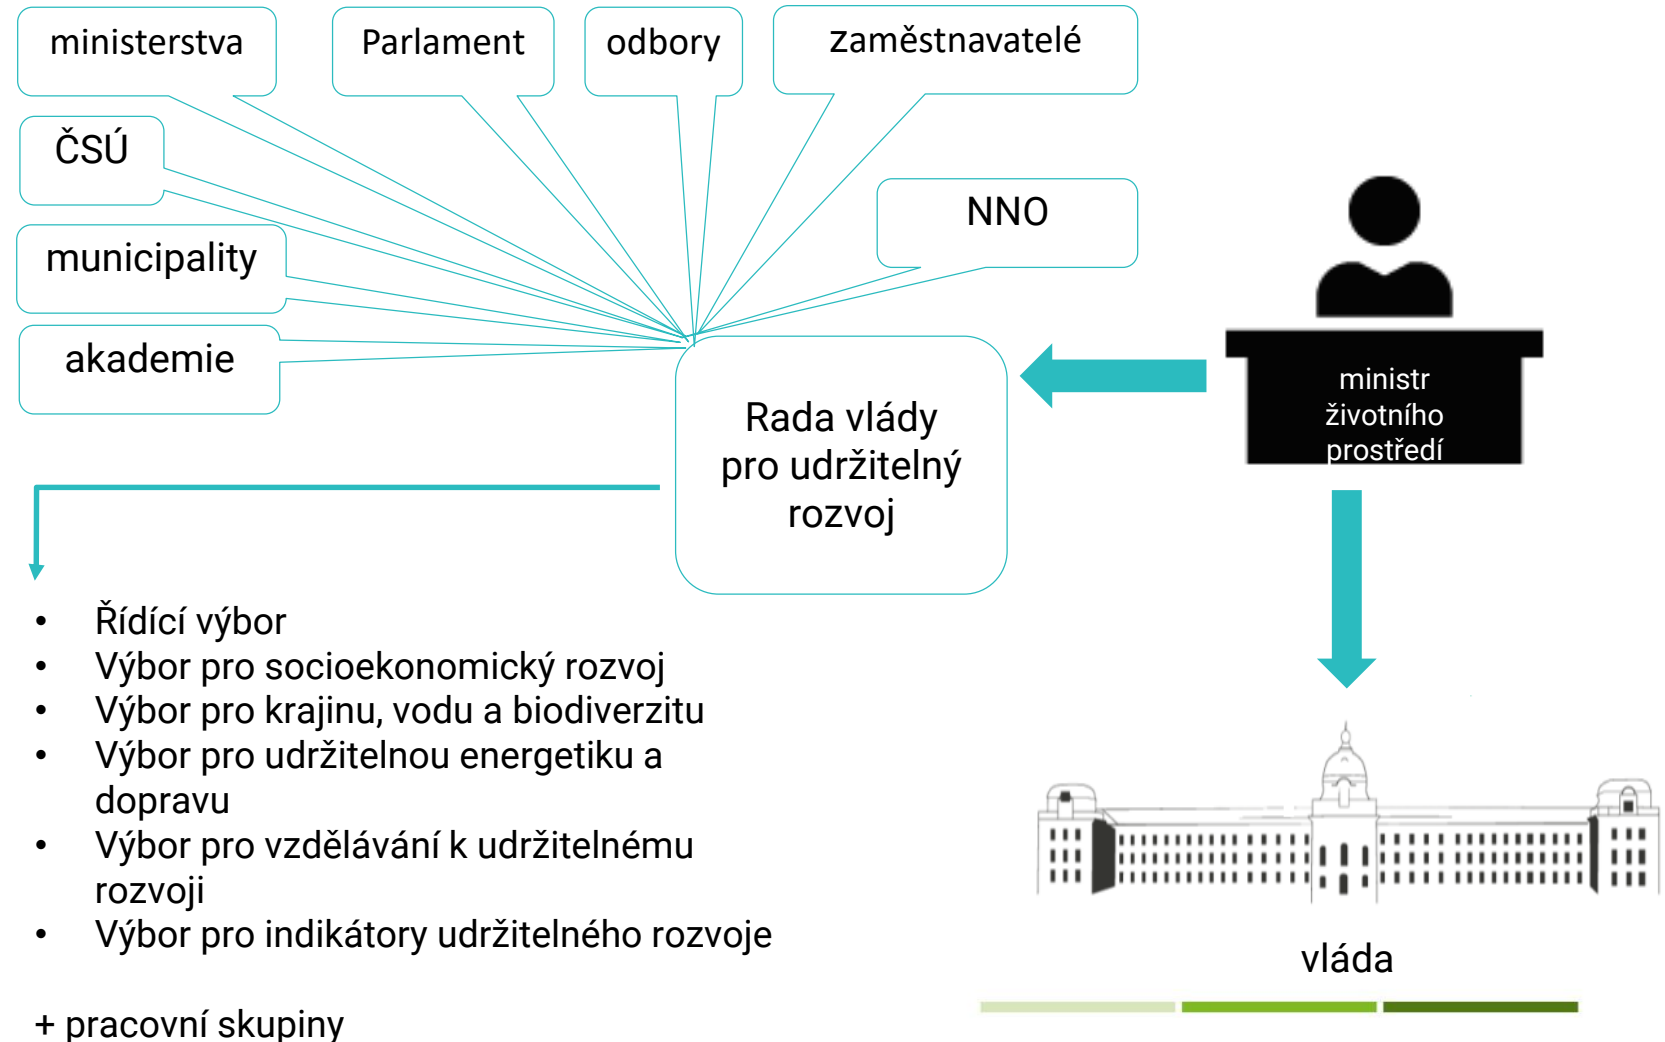 ministerstva
Parlament
odbory
zaměstnavatelé
ČSÚ
NNO
municipality
akademie
ministr
životního
prostředí
Rada vlády
pro udržitelný
rozvoj
• Řídící výbor
• Výbor pro socioekonomický rozvoj
• Výbor pro krajinu, vodu a biodiverzitu
• Výbor pro udržitelnou energetiku a
dopravu
• Výbor pro vzdělávání k udržitelnému
rozvoji
• Výbor pro indikátory udržitelného rozvoje
vláda
+ pracovní skupiny